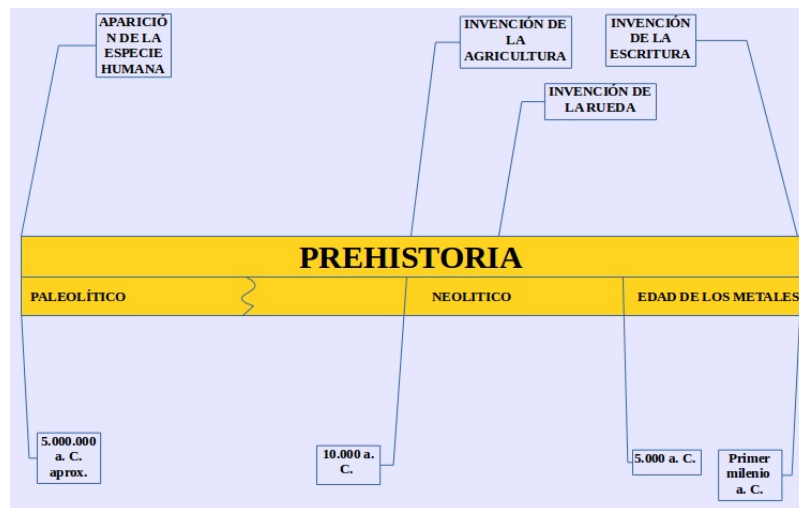 APARICIÓ
N DE LA
ESPECIE
HUMANA
INVENCIÓN DE
LA
AGRICULTURA
INVENCIÓN
DE LA
ESCRITURA
INVENCIÓN DE
LA RUEDA
PREHISTORIA
PALEOLÍTICO
NEOLITICO
EDAD DE LOS METALES
5.000.000
a. C.
aprox.
10.000 a.
C.
5.000 a. C.
Primer
milenio
a. C.